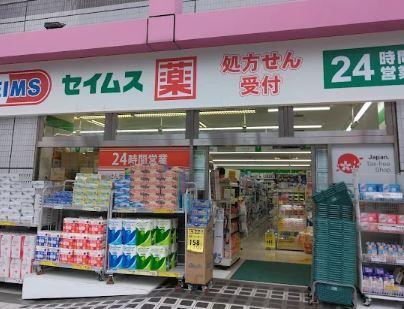 EIMS セイムス 薬 処方せん受付 24時間営業
24時間営業
Japan.
Tax-free
Shop
158